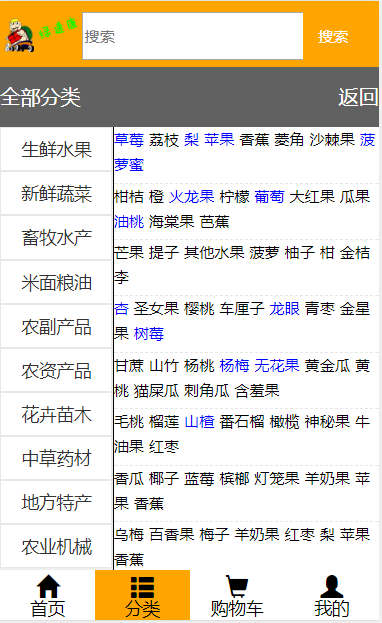 搜索 搜索
全部分类 返回
生鲜水果
新鲜蔬菜
畜牧水产
米面粮油
农副产品
农资产品
花卉苗木
中草药材
地方特产
农业机械
草莓 荔枝 梨 苹果 香蕉 菱角 沙棘果 菠
萝蜜
柑桔 橙 火龙果 柠檬 葡萄 大红果 瓜果
油桃 海棠果 芭蕉
芒果 提子 其他水果 菠萝 柚子 柑 金桔
李
杏 圣女果 樱桃 车厘子 龙眼 青枣 金星
果 树莓
甘蔗 山竹 杨桃 杨梅 无花果 黄金瓜 黄
桃 猫屎瓜 刺角瓜 含羞果
毛桃 榴莲 山楂 番石榴 橄榄 神秘果 牛
油果 红枣
香瓜 椰子 蓝莓 槟榔 灯笼果 羊奶果 苹
果 香蕉
乌梅 百香果 梅子 羊奶果 红枣 梨 苹果
香蕉
首页 分类 购物车 我的